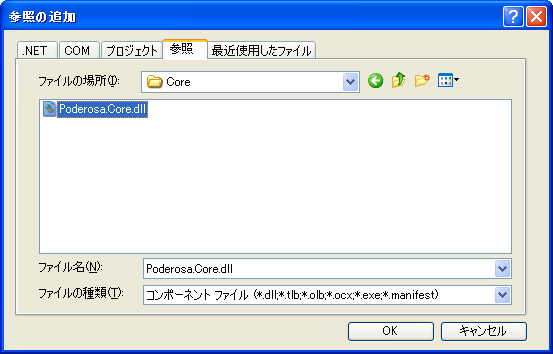 参照の追加
.NET COM プロジェクト 参照 最近使用したファイル
ファイルの場所(I): Core
Poderosa.Core.dll
ファイル名(N): Poderosa.Core.dll
ファイルの種類(T): コンポーネント ファイル (*.dll;*.tlb;*.olb;*.ocx;*.exe;*.manifest)
OK キャンセル